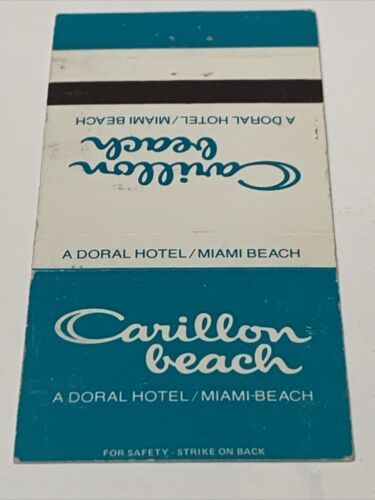 A DORAL HOTEL/MIAMI BEACH
Carillon
beach
A DORAL HOTEL/MIAMI BEACH
Carillon
beach
A DORAL HOTEL/MIAMI-BEACH
FOR SAFETY - STRIKE ON BACK